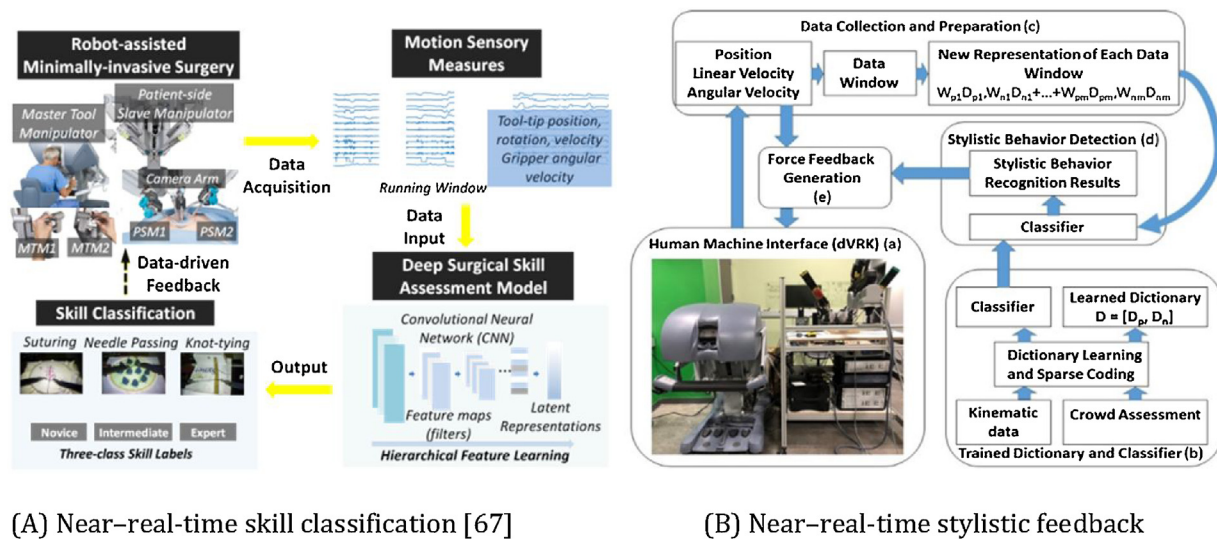 Robot-assisted
Minimally-invasive Surgery
Patient-side
Slave Manipulator
Master Tool
Manipulator
Camera Arm
PSM1
PSM2
MTM1
MTM2
Data
Acquisition
Motion Sensory
Measures
Tool-tip position,
rotation, velocity
Gripper angular
velocity
Running Window
Data
Input
Deep Surgical Skill
Assessment Model
Convolutional Neural
Network (CNN)
Feature maps
(filters)
Latent
Representations
Hierarchical Feature Learning
Output
Data-driven
Feedback
Skill Classification
Suturing Needle Passing Knot-tying
Novice Intermediate Expert
Three-class Skill Labels
(A) Near–real-time skill classification [67]
Data Collection and Preparation (c)
Position
Linear Velocity
Angular Velocity
Data
Window
New Representation of Each Data
Window
Wp1Dp1,Wn1Dn1+...+WpmDpm,WnmDnm
Force Feedback
Generation
(e)
Stylistic Behavior Detection (d)
Stylistic Behavior
Recognition Results
Classifier
Human Machine Interface (dVRK) (a)
Classifier
Learned Dictionary
D = [Dp, Dn]
Dictionary Learning
and Sparse Coding
Kinematic
data
Crowd Assessment
Trained Dictionary and Classifier (b)
(B) Near–real-time stylistic feedback